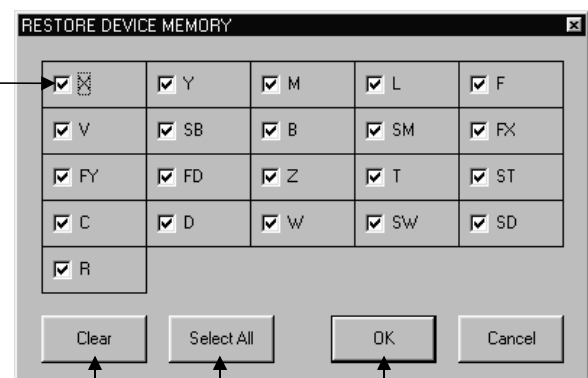 RESTORE DEVICE MEMORY
X Y M L F
V SB B SM FX
FY FD Z T ST
C D W SW SD
R
Clear Select All OK Cancel